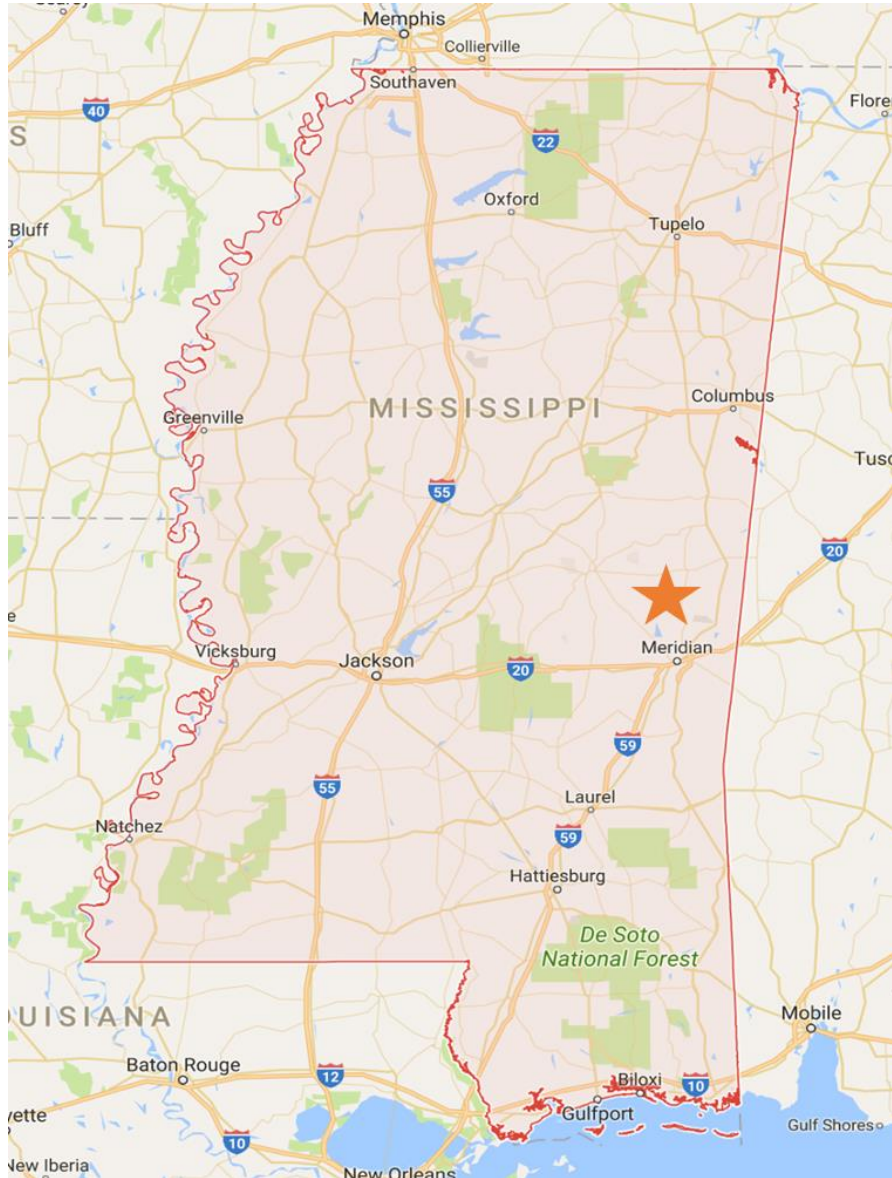 Memphis
Collierville
Southaven
40
Flore
S
22
Oxford
Bluff
Tupelo
MISSISSIPPI
Columbus
Greenville
Tusc
55
20
e
Vicksburg
Jackson
Meridian
20
59
55
Laurel
Natchez
59
Hattiesburg
De Soto
National Forest
OUISIANA
Mobile
Baton Rouge
12
Biloxi
10
yette
Gulfport
Gulf Shores
10
New Iberia
New Orleans